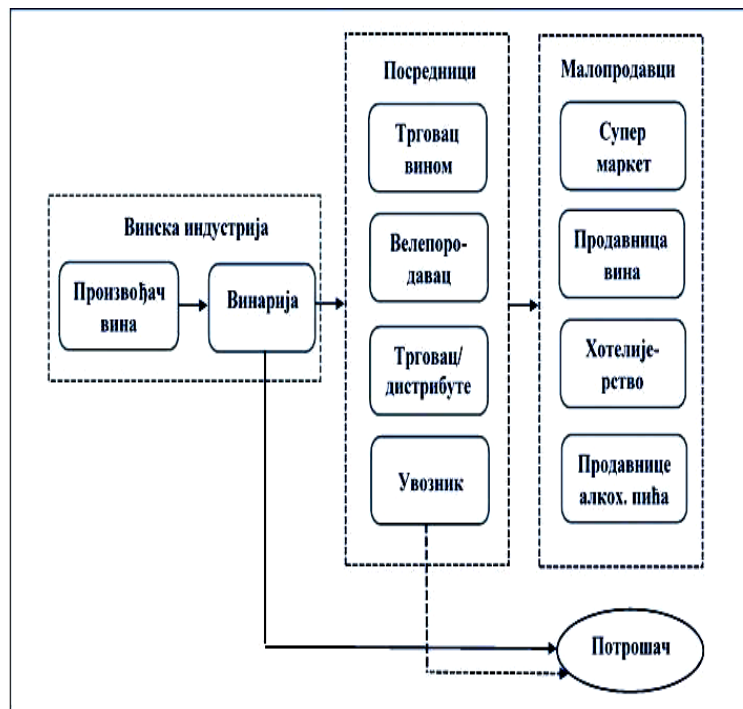 Винска индустрија
Произвођач
вина
Винарија
Посредници
Трговац
вином
Велепоро-
давац
Трговац/
дистрибуте
Увозник
Малопродавци
Супер
маркет
Продавница
вина
Хотелије-
рство
Продавнице
алкох. пића
Потрошач